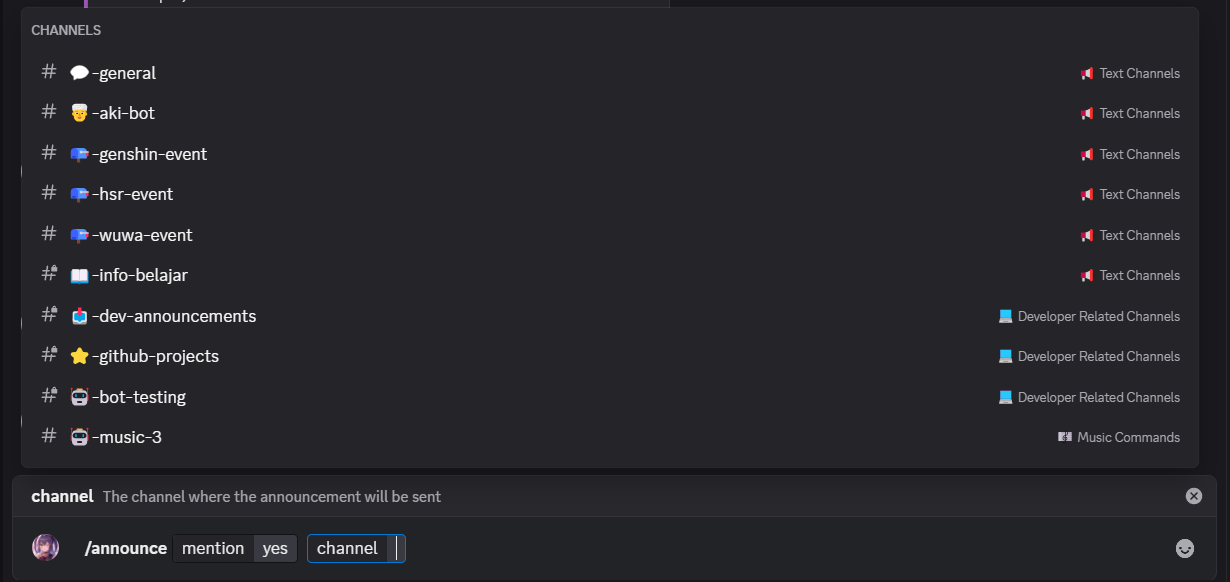 CHANNELS
# 💬-general 📢 Text Channels
# 👳-aki-bot 📢 Text Channels
# 📪-genshin-event 📢 Text Channels
# 📪-hsr-event 📢 Text Channels
# 📪-wuwa-event 📢 Text Channels
# 📖-info-belajar 📢 Text Channels
# 📥-dev-announcements 💻 Developer Related Channels
# ⭐-github-projects 💻 Developer Related Channels
# 🤖-bot-testing 💻 Developer Related Channels
# 🤖-music-3 Music Commands
channel The channel where the announcement will be sent
/announce mention yes channel